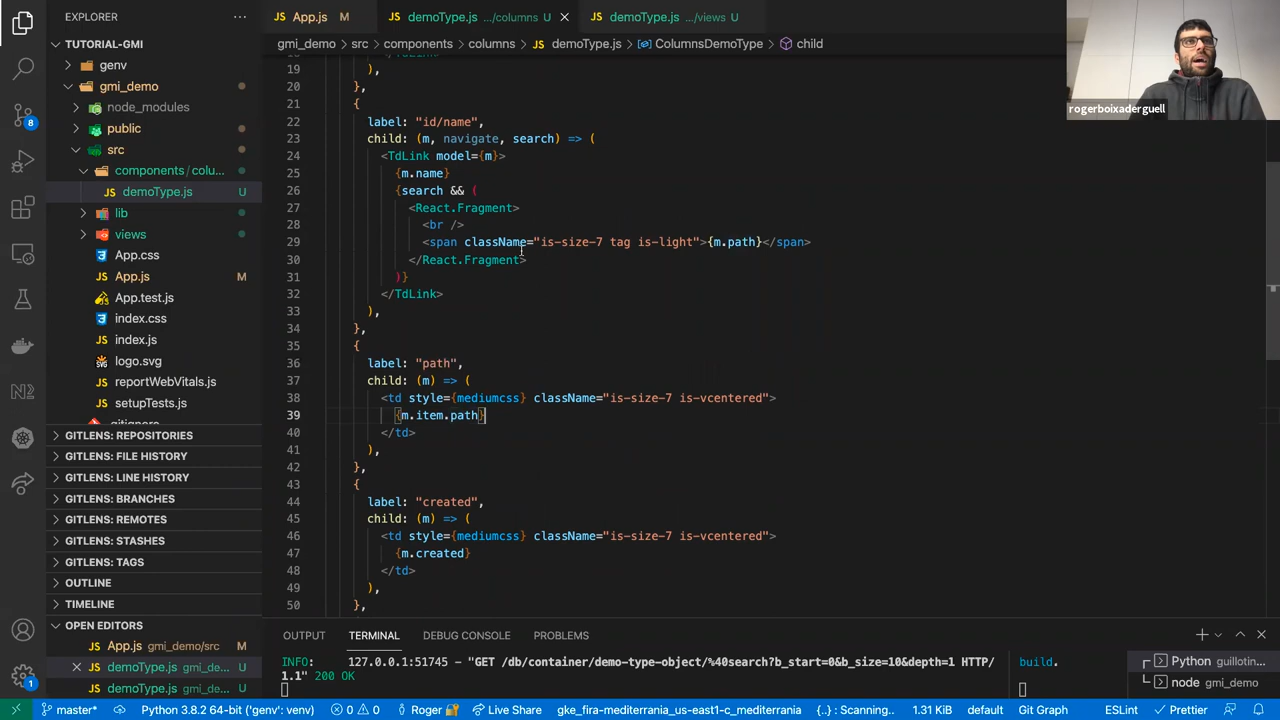 EXPLORER
App.js M
demoType.js .../columns U
demoType.js .../views U
TUTORIAL-GMI
gmi_demo > src > components > columns > JS demoType.js > ColumnsDemoType > child
genv
gmi_demo
node_modules
public
src
components / colu...
JS demoType.js U
lib
views
App.css
JS App.js M
App.test.js
index.css
JS index.js
logo.svg
JS reportWebVitals.js
JS setupTests.js
GITLENS: REPOSITORIES
GITLENS: FILE HISTORY
GITLENS: LINE HISTORY
GITLENS: BRANCHES
GITLENS: REMOTES
GITLENS: STASHES
GITLENS: TAGS
OUTLINE
TIMELINE
OPEN EDITORS
JS App.js gmi_demo/src M
JS demoType.js gmi_de... U
JS demoType.js gmi_de... U
19 ),
20 },
21 {
22 label: "id/name",
23 child: (m, navigate, search) => (
24 <TdLink model={m}>
25 {m.name}
26 {search && (
27 <React.Fragment>
28 <br />
29 <span className="is-size-7 tag is-light">{m.path}</span>
30 </React.Fragment>
31 )}
32 </TdLink>
33 ),
34 },
35 {
36 label: "path",
37 child: (m) => (
38 <td style={mediumcss} className="is-size-7 is-vcentered">
39 {m.item.path}
40 </td>
41 ),
42 },
43 {
44 label: "created",
45 child: (m) => (
46 <td style={mediumcss} className="is-size-7 is-vcentered">
47 {m.created}
48 </td>
49 ),
50 },
rogerboixaderguell
OUTPUT TERMINAL DEBUG CONSOLE PROBLEMS
INFO: 127.0.0.1:51745 - "GET /db/container/demo-type-object/%40search?b_start=0&b_size=10&depth=1 HTTP/
1.1" 200 OK
build.
Python guillotin...
node gmi_demo
8
1
master* Python 3.8.2 ('genv': venv) 0 0 Roger Live Share gke_fira-mediterrania_us-east1-c_mediterrania {..} : Scanning... 1.31 KiB default Git Graph ESLint Prettier